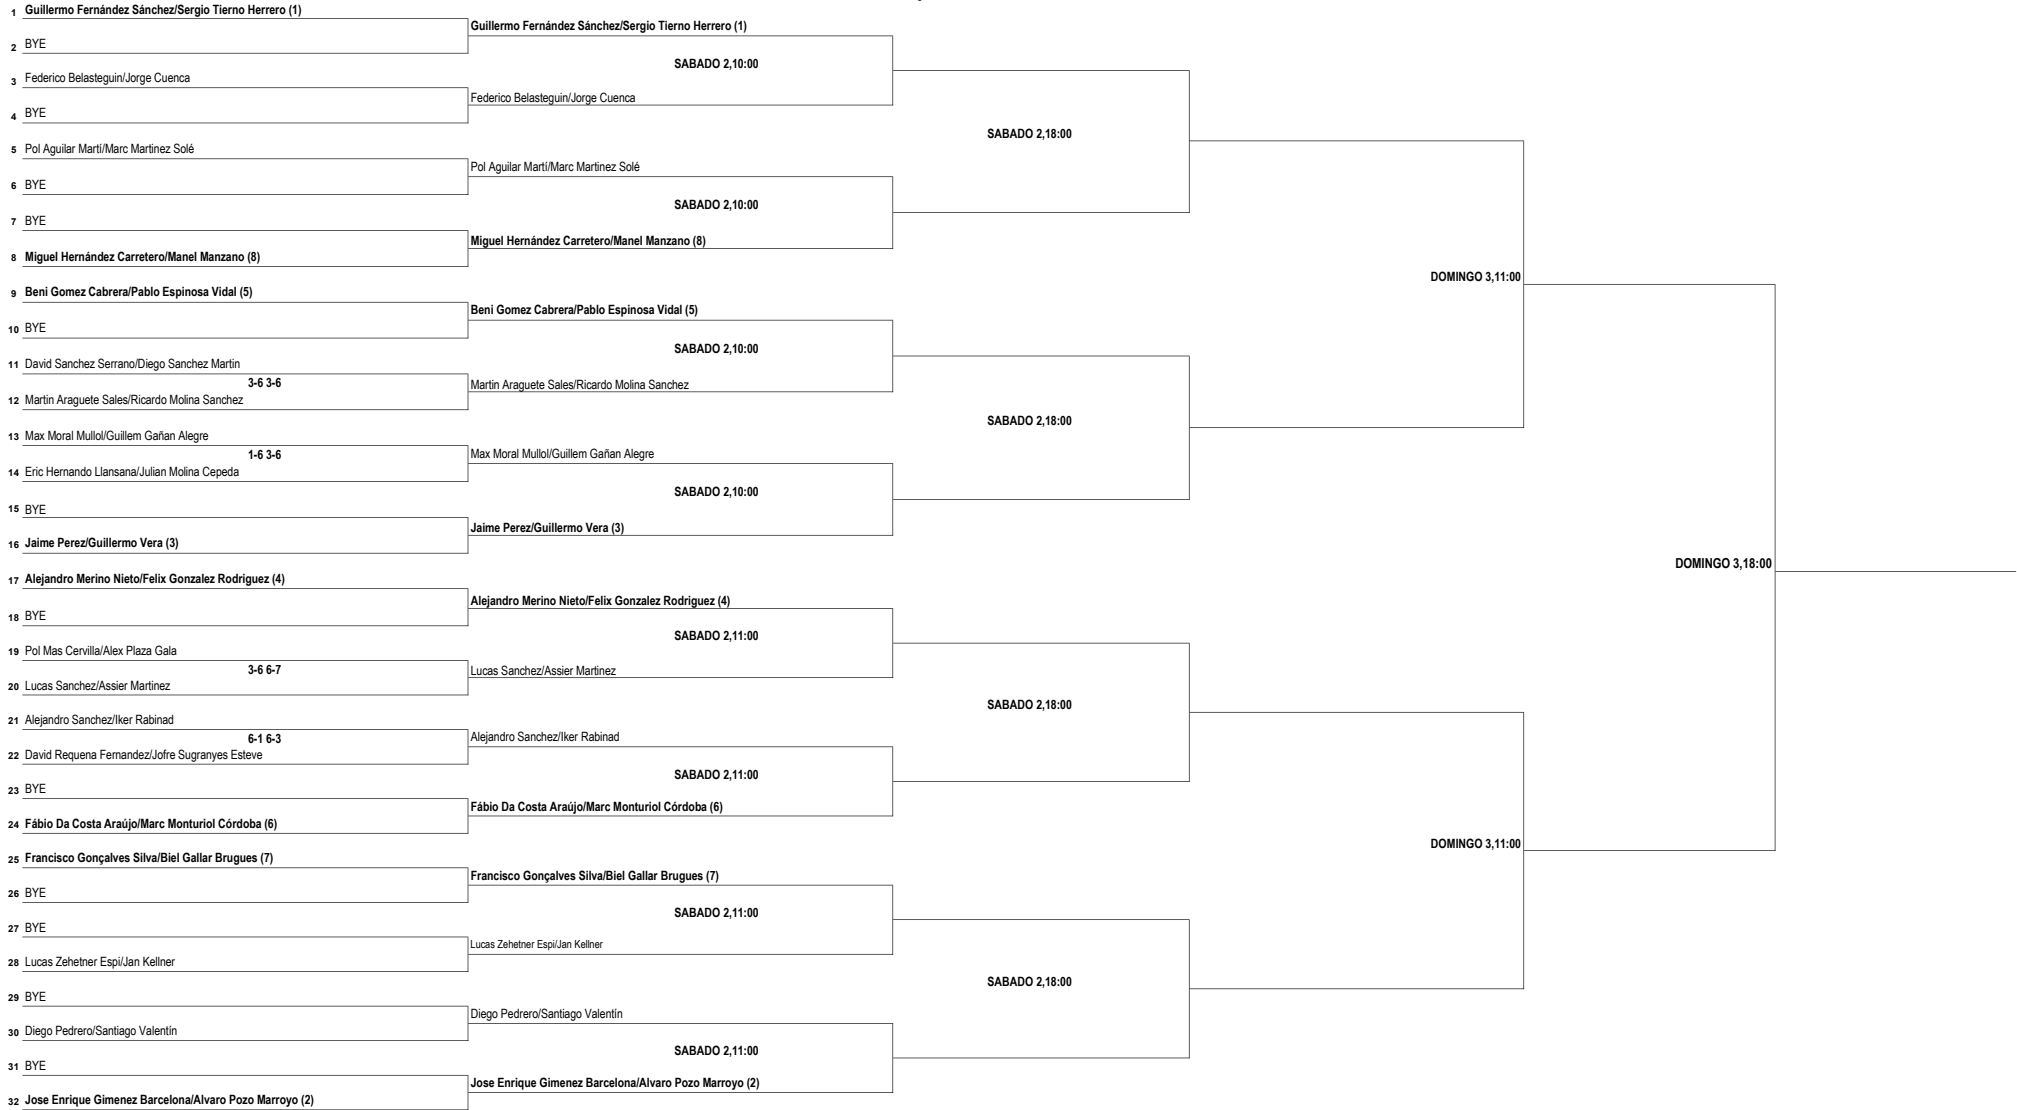 1 Guillermo Fernández Sánchez/Sergio Tierno Herrero (1)
Guillermo Fernández Sánchez/Sergio Tierno Herrero (1)
2 BYE
SABADO 2,10:00
3 Federico Belasteguin/Jorge Cuenca
Federico Belasteguin/Jorge Cuenca
4 BYE
SABADO 2,18:00
5 Pol Aguilar Martí/Marc Martinez Solé
Pol Aguilar Martí/Marc Martinez Solé
6 BYE
SABADO 2,10:00
7 BYE
Miguel Hernández Carretero/Manel Manzano (8)
8 Miguel Hernández Carretero/Manel Manzano (8)
DOMINGO 3,11:00
9 Beni Gomez Cabrera/Pablo Espinosa Vidal (5)
Beni Gomez Cabrera/Pablo Espinosa Vidal (5)
10 BYE
SABADO 2,10:00
11 David Sanchez Serrano/Diego Sanchez Martin
3-6 3-6
Martin Araguete Sales/Ricardo Molina Sanchez
12 Martin Araguete Sales/Ricardo Molina Sanchez
SABADO 2,18:00
13 Max Moral Mullol/Guillem Gañan Alegre
1-6 3-6
Max Moral Mullol/Guillem Gañan Alegre
14 Eric Hernando Llansana/Julian Molina Cepeda
SABADO 2,10:00
15 BYE
Jaime Perez/Guillermo Vera (3)
16 Jaime Perez/Guillermo Vera (3)
DOMINGO 3,18:00
17 Alejandro Merino Nieto/Felix Gonzalez Rodriguez (4)
Alejandro Merino Nieto/Felix Gonzalez Rodriguez (4)
18 BYE
SABADO 2,11:00
19 Pol Mas Cervilla/Alex Plaza Gala
3-6 6-7
Lucas Sanchez/Assier Martinez
20 Lucas Sanchez/Assier Martinez
SABADO 2,18:00
21 Alejandro Sanchez/Iker Rabinad
6-1 6-3
Alejandro Sanchez/Iker Rabinad
22 David Requena Fernandez/Jofre Sugranyes Esteve
SABADO 2,11:00
23 BYE
Fábio Da Costa Araújo/Marc Monturiol Córdoba (6)
24 Fábio Da Costa Araújo/Marc Monturiol Córdoba (6)
DOMINGO 3,11:00
25 Francisco Gonçalves Silva/Biel Gallar Brugues (7)
Francisco Gonçalves Silva/Biel Gallar Brugues (7)
26 BYE
SABADO 2,11:00
27 BYE
Lucas Zehetner Espi/Jan Kellner
28 Lucas Zehetner Espi/Jan Kellner
SABADO 2,18:00
29 BYE
Diego Pedrero/Santiago Valentín
30 Diego Pedrero/Santiago Valentín
SABADO 2,11:00
31 BYE
Jose Enrique Gimenez Barcelona/Alvaro Pozo Marroyo (2)
32 Jose Enrique Gimenez Barcelona/Alvaro Pozo Marroyo (2)